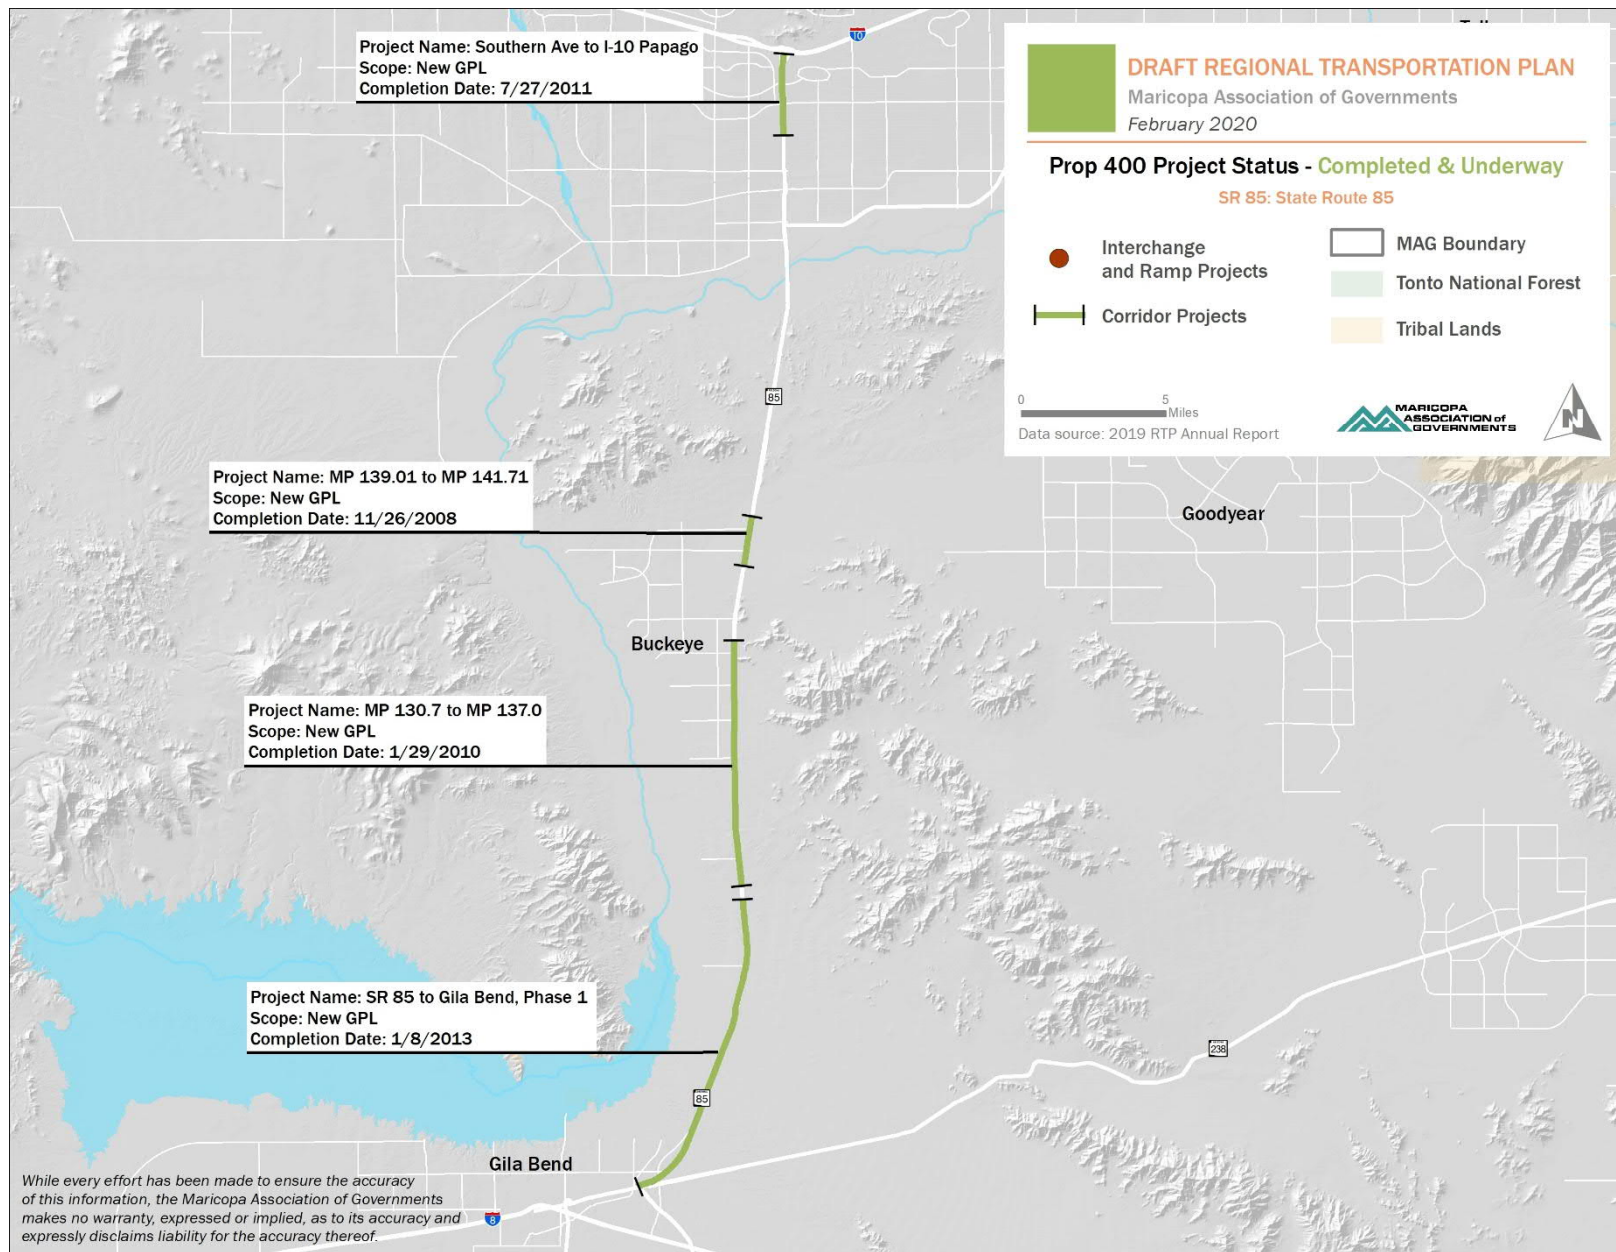 Project Name: Southern Ave to I-10 Papago
Scope: New GPL
Completion Date: 7/27/2011
10
DRAFT REGIONAL TRANSPORTATION PLAN
Maricopa Association of Governments
February 2020
Prop 400 Project Status - Completed & Underway
SR 85: State Route 85
Interchange
and Ramp Projects
Corridor Projects
MAG Boundary
Tonto National Forest
Tribal Lands
0 5
Miles
Data source: 2019 RTP Annual Report
MARICOPA
ASSOCIATION of
GOVERNMENTS
N
85
Project Name: MP 139.01 to MP 141.71
Scope: New GPL
Completion Date: 11/26/2008
Goodyear
Buckeye
Project Name: MP 130.7 to MP 137.0
Scope: New GPL
Completion Date: 1/29/2010
Project Name: SR 85 to Gila Bend, Phase 1
Scope: New GPL
Completion Date: 1/8/2013
238
85
Gila Bend
8
While every effort has been made to ensure the accuracy
of this information, the Maricopa Association of Governments
makes no warranty, expressed or implied, as to its accuracy and
expressly disclaims liability for the accuracy thereof.